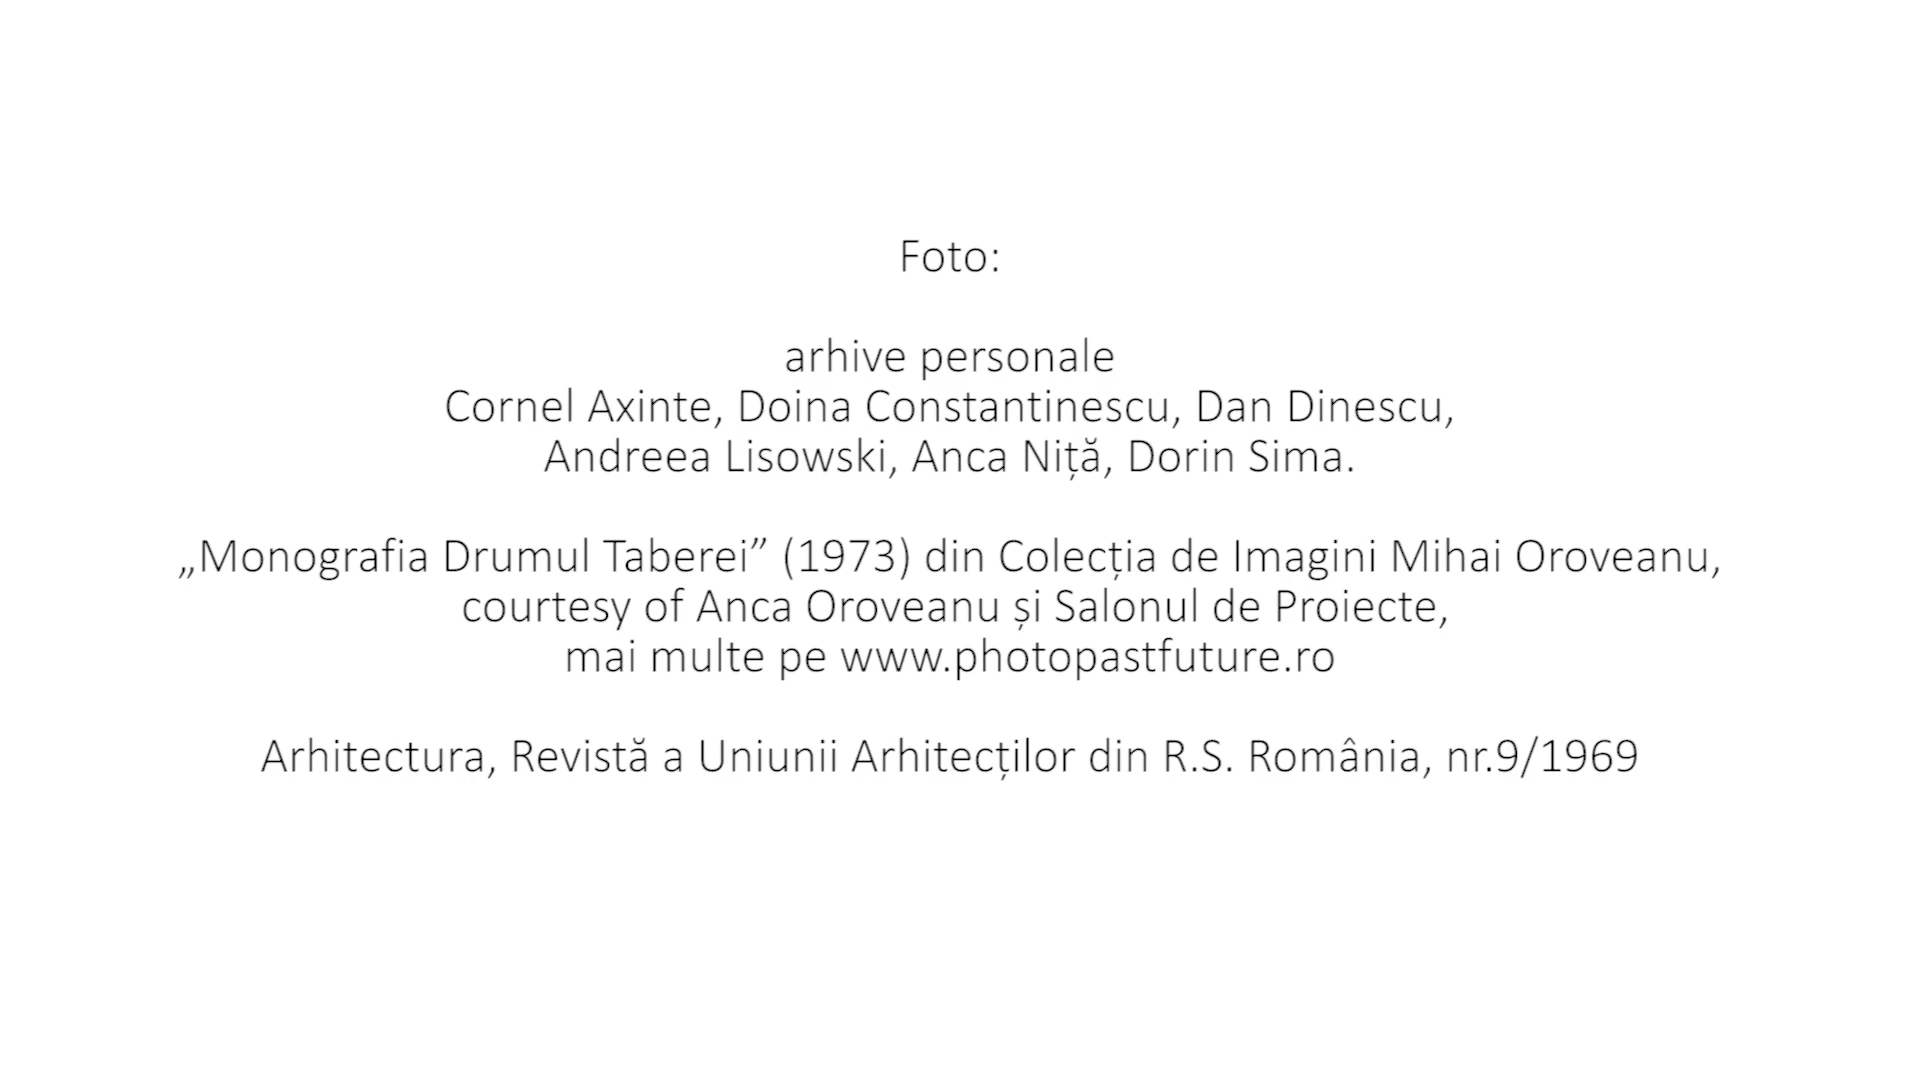 Foto:
arhive personale
Cornel Axinte, Doina Constantinescu, Dan Dinescu,
Andreea Lisowski, Anca Niță, Dorin Sima.
„Monografia Drumul Taberei” (1973) din Colecția de Imagini Mihai Oroveanu,
courtesy of Anca Oroveanu și Salonul de Proiecte,
mai multe pe www.photopastfuture.ro
Arhitectura, Revistă a Uniunii Arhitecților din R.S. România, nr.9/1969